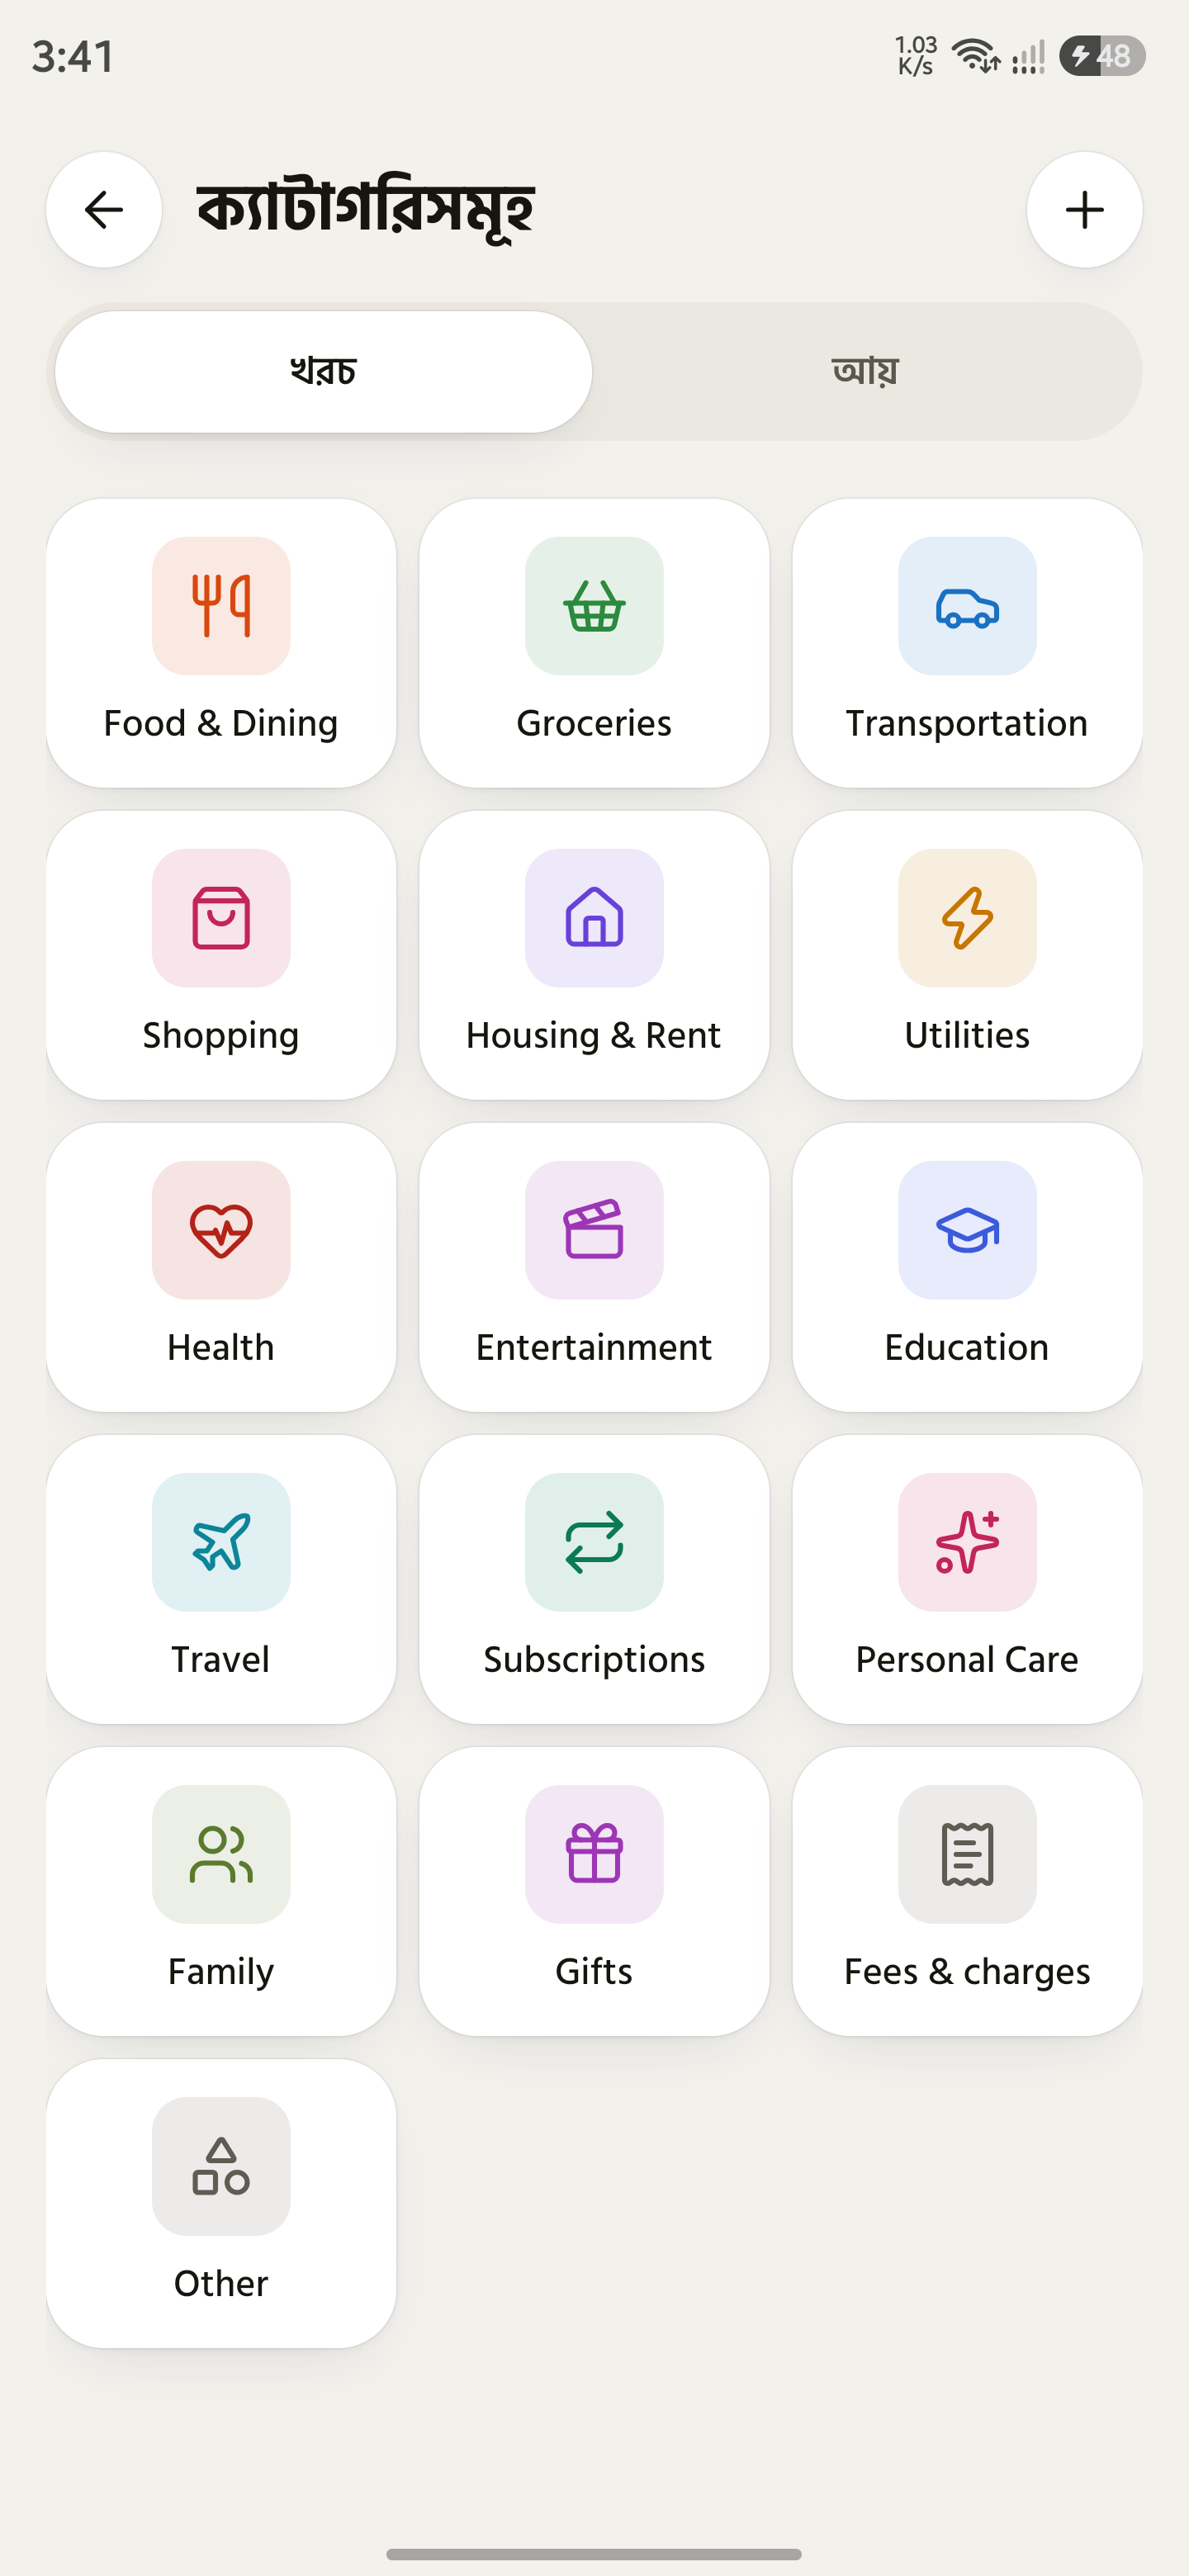 3:41
1.03
K/s
48
ক্যাটাগরিসমূহ
খরচ
আয়
Food & Dining
Groceries
Transportation
Shopping
Housing & Rent
Utilities
Health
Entertainment
Education
Travel
Subscriptions
Personal Care
Family
Gifts
Fees & charges
Other